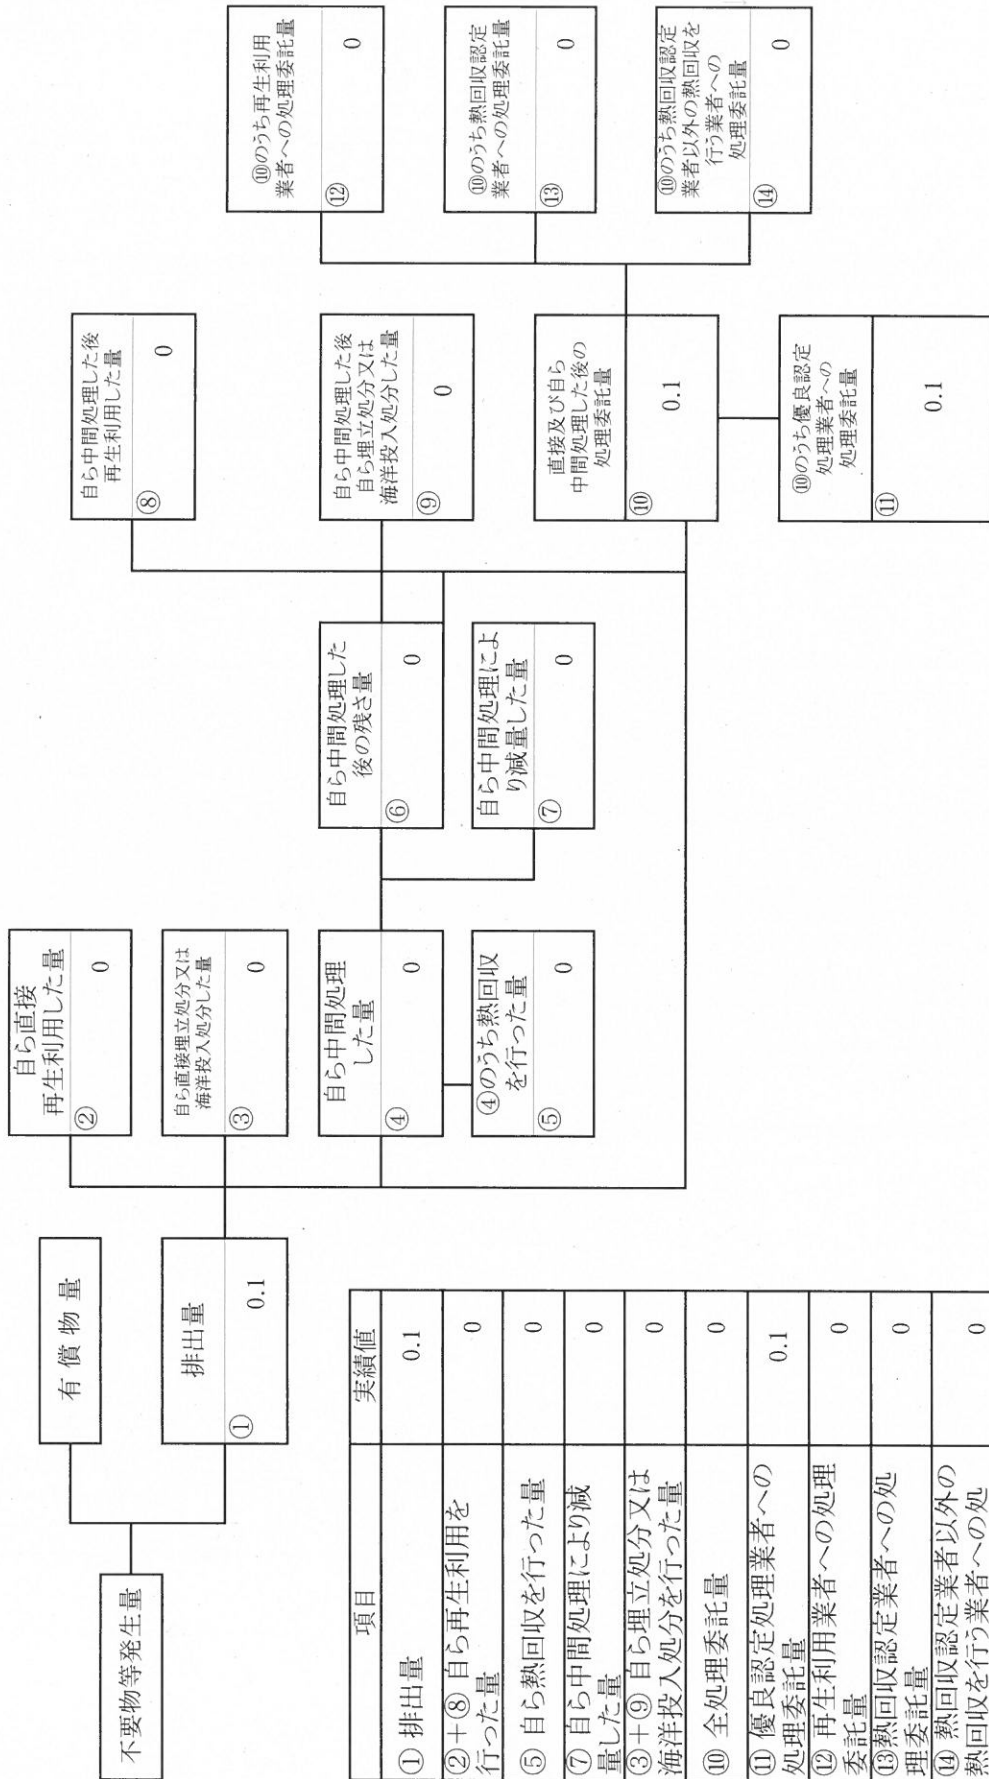 不要物等発生量
有償物量
排出量
①
0.1
自ら直接
再生利用した量
②
0
自ら直接埋立処分又は
海洋投入処分した量
③
0
自ら中間処理
した量
④
0
④のうち熱回収
を行った量
⑤
0
自ら中間処理した
後の残さ量
⑥
0
自ら中間処理によ
り減量した量
⑦
0
自ら中間処理した後
再生利用した量
⑧
0
自ら中間処理した後
自ら埋立処分又は
海洋投入処分した量
⑨
0
直接及び自ら
中間処理した後の
処理委託量
⑩
0.1
⑩のうち優良認定
処理業者への
処理委託量
⑪
0.1
⑩のうち再生利用
業者への処理委託量
⑫
0
⑩のうち熱回収認定
業者への処理委託量
⑬
0
⑩のうち熱回収認定
業者以外の熱回収を
行う業者への
処理委託量
⑭
0
項目 実績値
①排出量 0.1
②+⑧ 自ら再生利用を
行った量 0
⑤ 自ら熱回収を行った量 0
⑦ 自ら中間処理により減
量した量 0
③+⑨ 自ら埋立処分又は
海洋投入処分を行った量 0
⑩ 全処理委託量 0
⑪ 優良認定処理業者への
処理委託量 0.1
⑫ 再生利用業者への処理
委託量 0
⑬熱回収認定業者への処
理委託量 0
⑭ 熱回収認定業者以外の
熱回収を行う業者への処 0